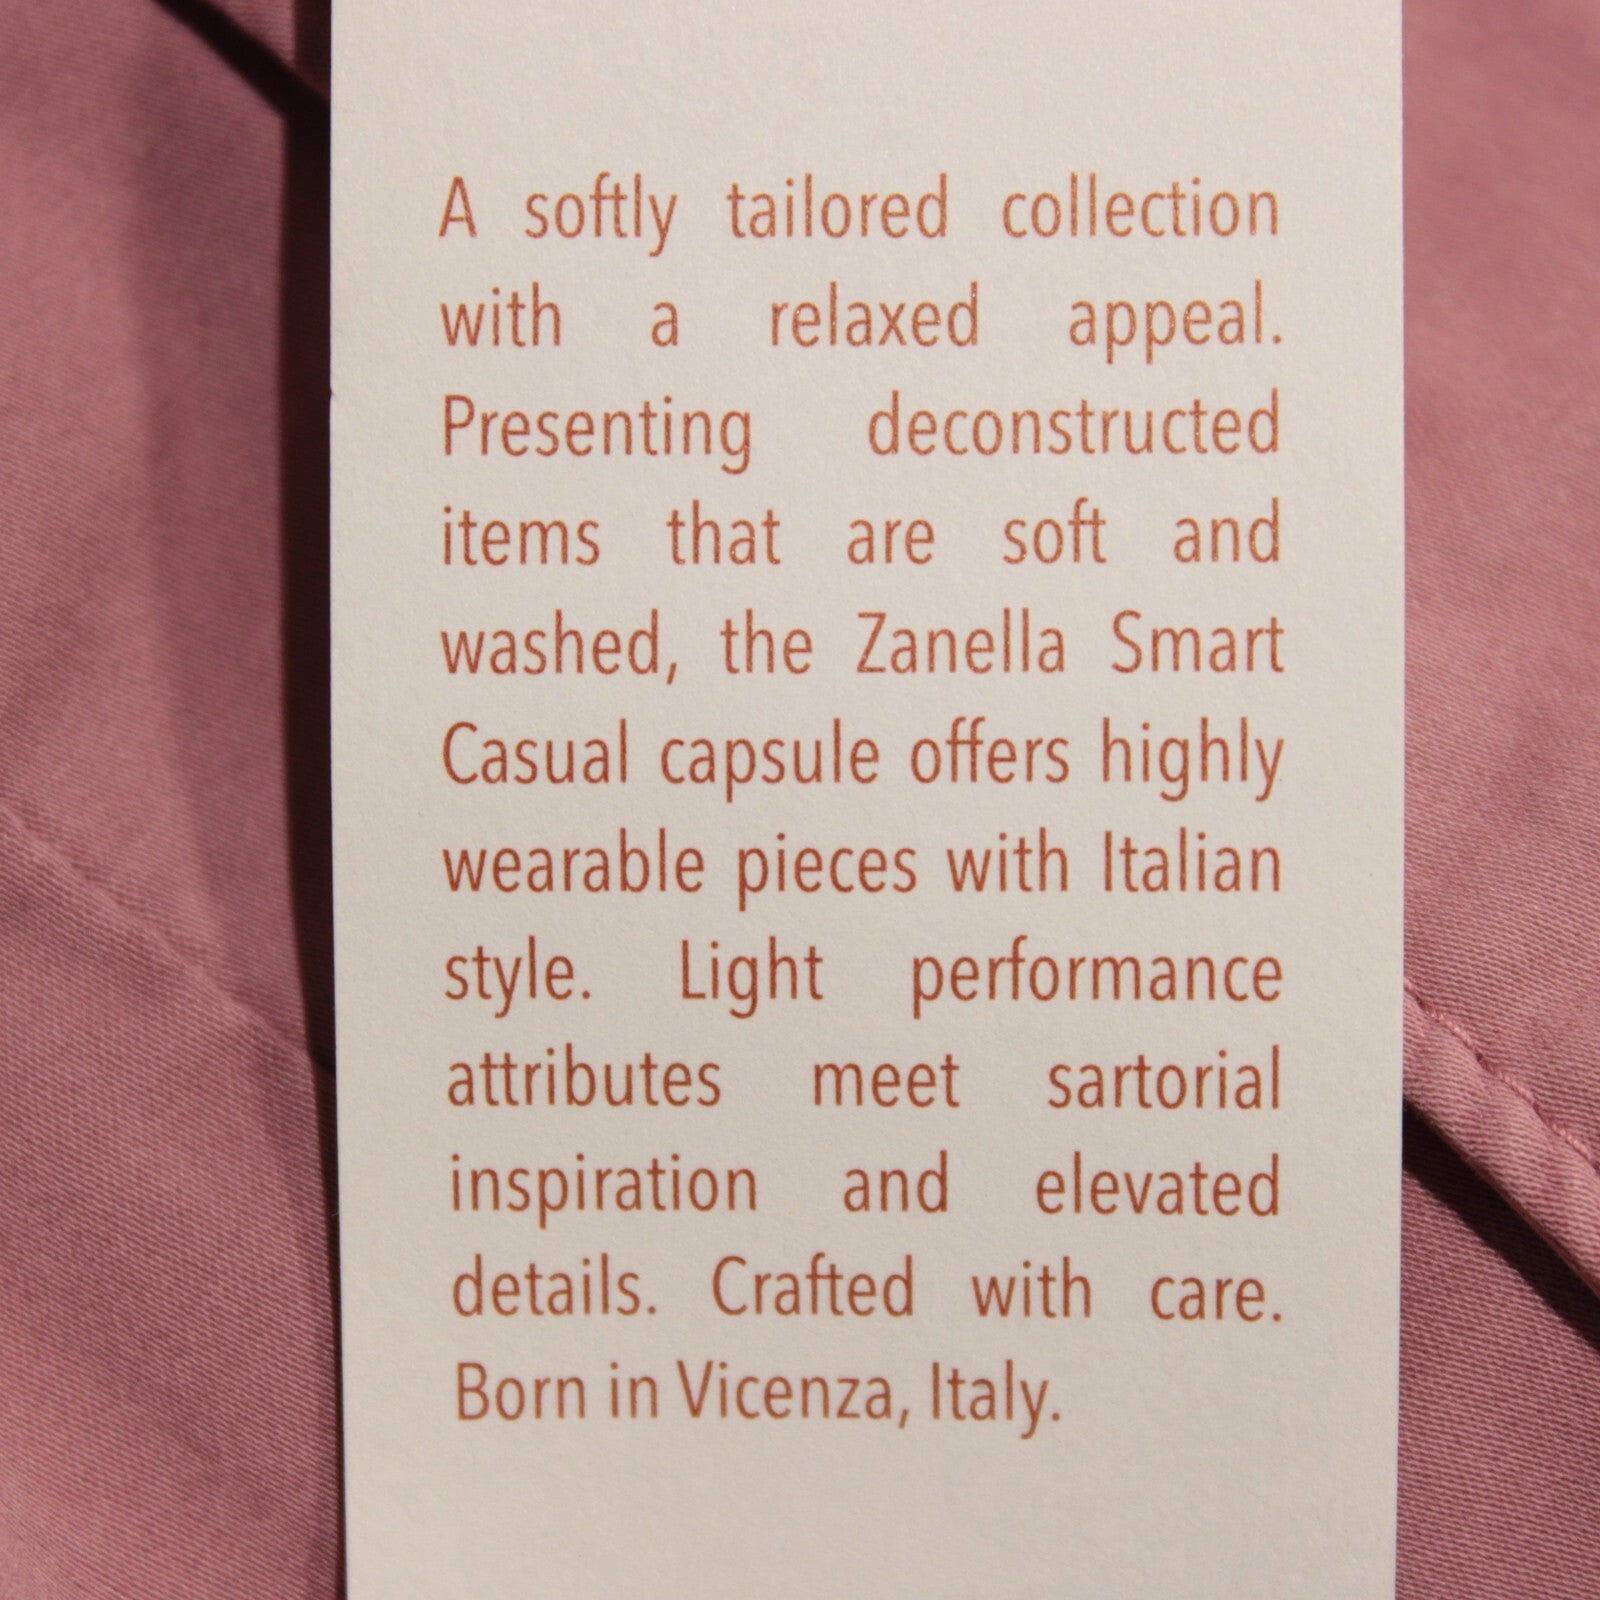 A softly tailored collection
with a relaxed appeal.
Presenting deconstructed
items that are soft and
washed, the Zanella Smart
Casual capsule offers highly
wearable pieces with Italian
style. Light performance
attributes meet sartorial
inspiration and elevated
details. Crafted with care.
Born in Vicenza, Italy.